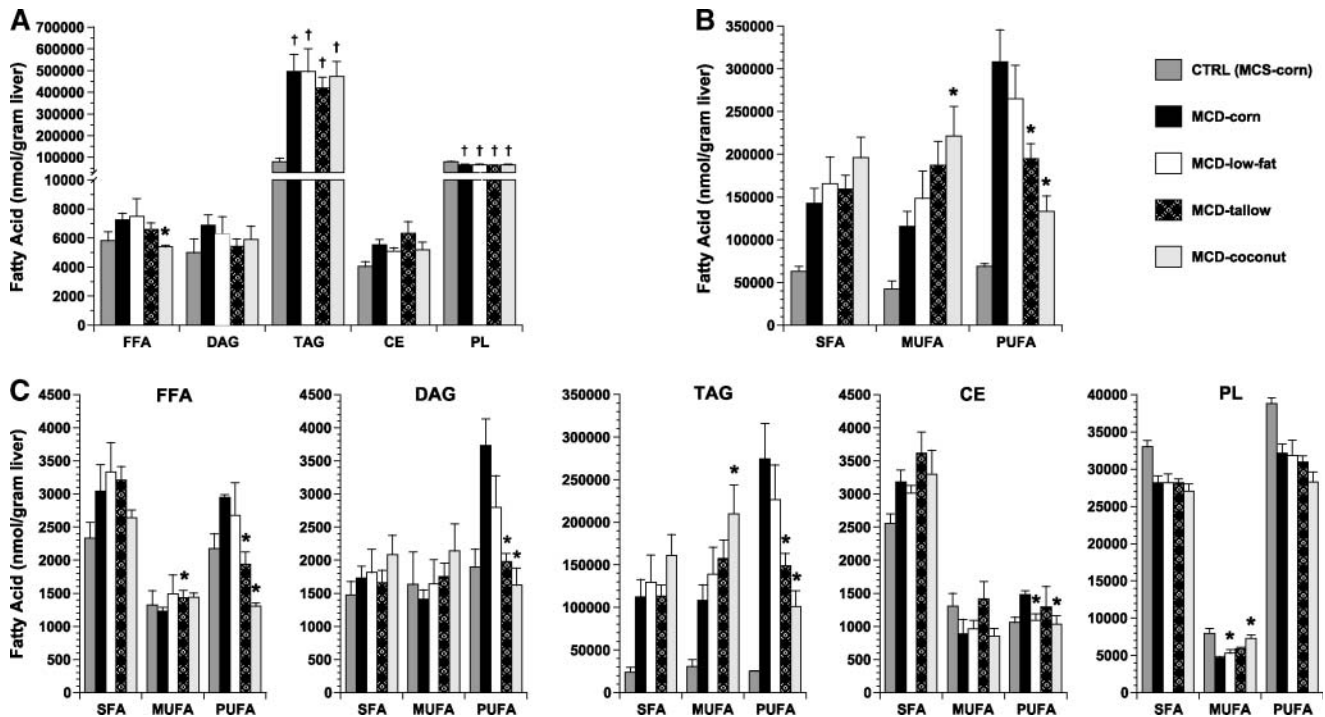 A
Fatty Acid (nmol/gram liver)
700000
600000
500000
400000
300000
200000
100000
10000
8000
6000
4000
2000
0
*
† † † †
† † † †
FFA DAG TAG CE PL
B
Fatty Acid (nmol/gram liver)
350000
300000
250000
200000
150000
100000
50000
0
* * *
SFA MUFA PUFA
CTRL (MCS-corn)
MCD-corn
MCD-low-fat
MCD-tallow
MCD-coconut
C
Fatty Acid (nmol/gram liver)
FFA
4500
4000
3500
3000
2500
2000
1500
1000
500
0
* * *
SFA MUFA PUFA
DAG
4500
4000
3500
3000
2500
2000
1500
1000
500
0
* *
SFA MUFA PUFA
TAG
350000
300000
250000
200000
150000
100000
50000
0
* * *
SFA MUFA PUFA
CE
4500
4000
3500
3000
2500
2000
1500
1000
500
0
* *
SFA MUFA PUFA
PL
40000
35000
30000
25000
20000
15000
10000
5000
0
* *
SFA MUFA PUFA